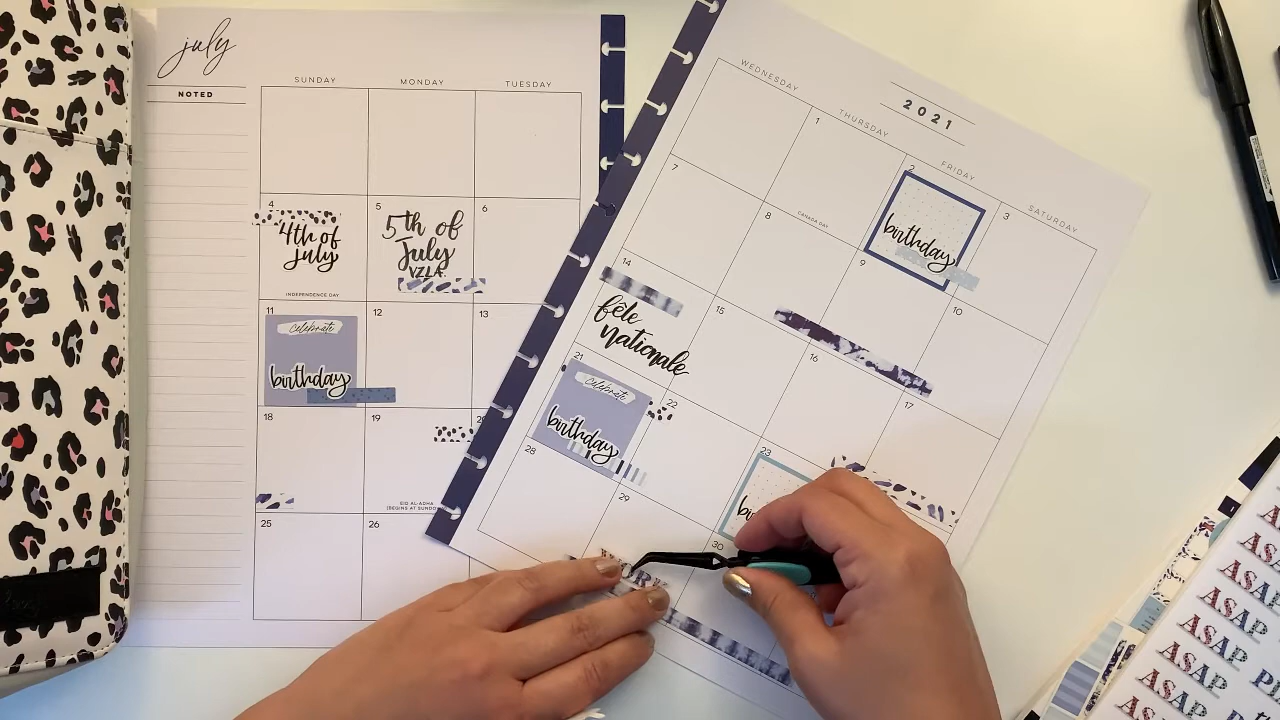 july
NOTED
SUNDAY
MONDAY
TUESDAY
4
4th of
July
INDEPENDENCE DAY
5
5th of
July
VZLA.
6
11
celebrate
birthday
12
13
18
19
EID AL-ADHA
25
26
2021
WEDNESDAY
THURSDAY
FRIDAY
SATURDAY
1
CANADA DAY
2
birthday
3
7
8
9
10
14
fête
nationale
15
16
17
21
celebrate
birthday
22
23
28
29
30
ASAP
ASAP
ASAP
ASAP
ASAP
ASAP
ASAP